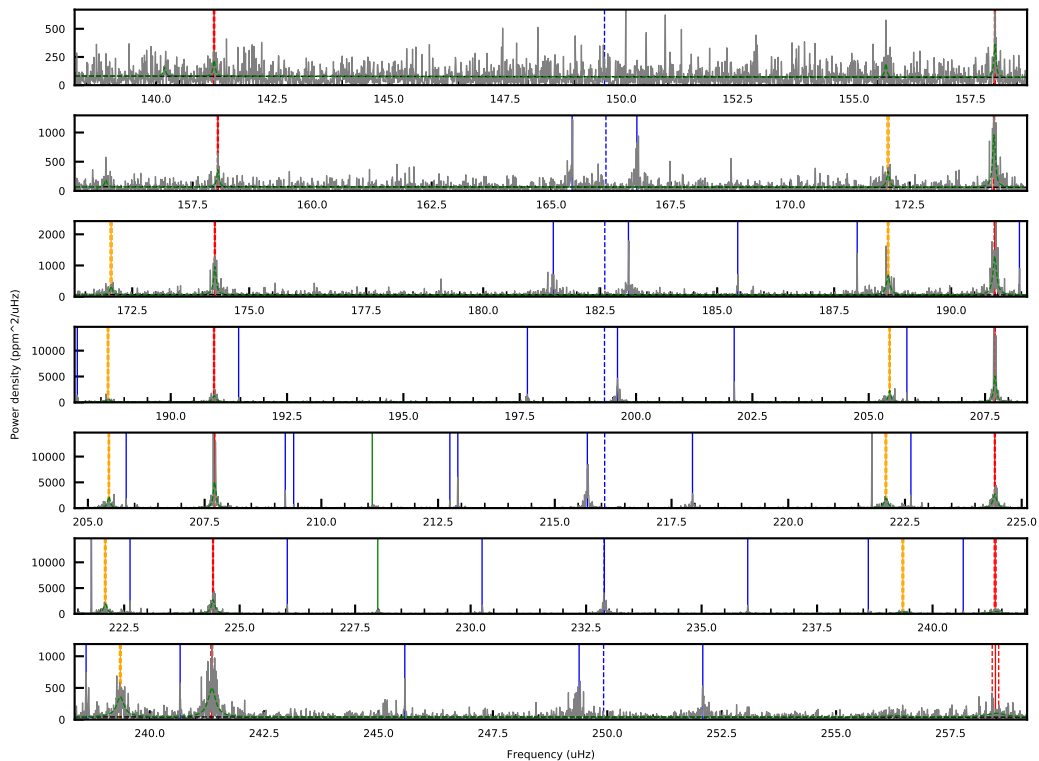 500
250
0
140.0 142.5 145.0 147.5 150.0 152.5 155.0 157.5
1000
500
0
157.5 160.0 162.5 165.0 167.5 170.0 172.5
2000
1000
0
172.5 175.0 177.5 180.0 182.5 185.0 187.5 190.0
Power density (ppm^2/uHz)
10000
5000
0
190.0 192.5 195.0 197.5 200.0 202.5 205.0 207.5
10000
5000
0
205.0 207.5 210.0 212.5 215.0 217.5 220.0 222.5 225.0
10000
5000
0
222.5 225.0 227.5 230.0 232.5 235.0 237.5 240.0
1000
500
0
240.0 242.5 245.0 247.5 250.0 252.5 255.0 257.5
Frequency (uHz)